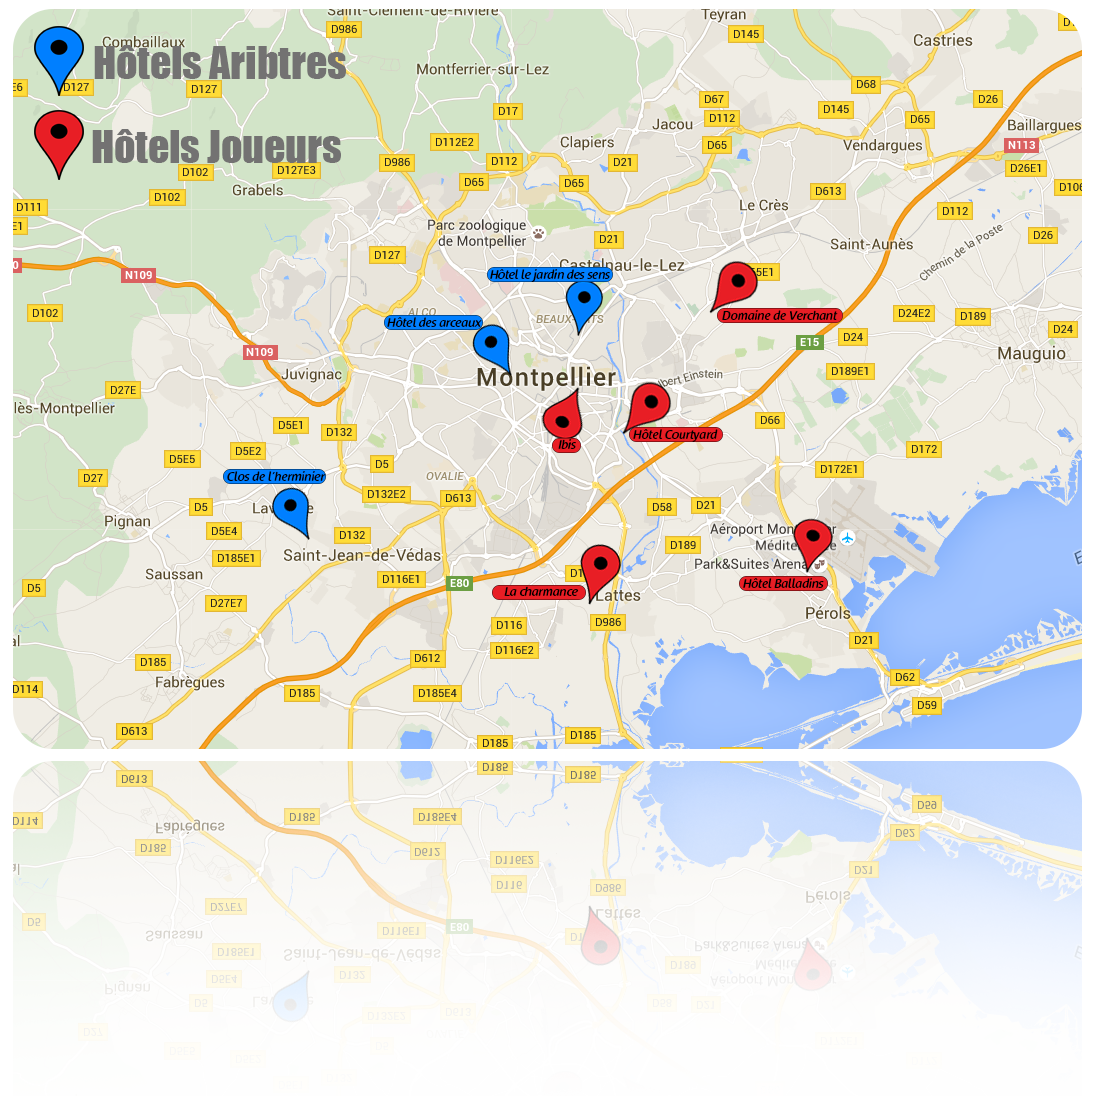 Saint-Clément-de-Rivière
Teyran
D986
D145
Combaillaux
Castries
Hôtels Aribtres
Montferrier-sur-Lez
E6
D127
D127
D68
D67
D145
D26
D17
D112
D65
Jacou
Baillargues
Hôtels Joueurs
D112E2
Clapiers
D65
Vendargues
N113
D986
D112
D21
D102
D127E3
D26E1
D65
D65
Grabels
D613
D106
D102
D111
Le Crès
D112
E1
Parc zoologique
de Montpellier
D21
Saint-Aunès
Chemin de la Poste
D26
D127
Castelnau-le-Lez
N109
Hôtel le jardin des sens
5E1
D102
ALCO
BEAUX-ARTS
Domaine de Verchant
D24E2
D189
Hôtel des arceaux
D24
D24
E15
N109
Mauguio
Juvignac
Montpellier
lbert Einstein
D189E1
D27E
lès-Montpellier
D5E1
D132
D66
Hôtel Courtyard
Ibis
D5E5
D5E2
D172
D5
D172E1
D27
Clos de l'herminier
OVALIE
D132E2
D613
D5
D58
D21
Pignan
D5E4
D132
Aéroport Mon
D189
Saint-Jean-de-Védas
D185E1
Park&Suites Arena
Saussan
D116E1
E80
D5
La charmance
Hôtel Balladins
Lattes
D27E7
Pérols
D116
D986
D21
D116E2
D185
D612
D62
Fabrègues
D114
D185
D185E4
D59
D613
D185
D185